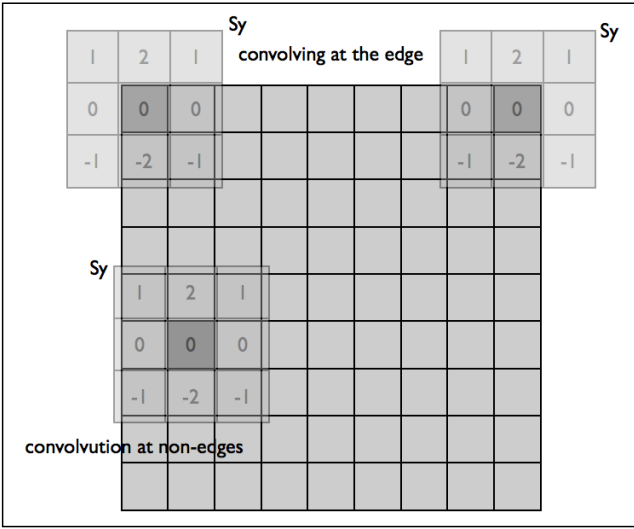 Sy
convolving at the edge
Sy
1 2 1
1 2 1
0 0 0
0 0 0
-1 -2 -1
-1 -2 -1
Sy
1 2 1
0 0 0
-1 -2 -1
convolvution at non-edges